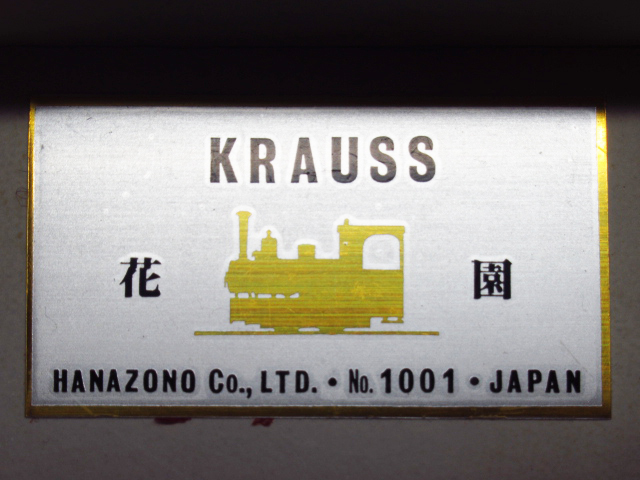 KRAUSS
花 園
HANAZONO Co., LTD. • No. 1001 • JAPAN